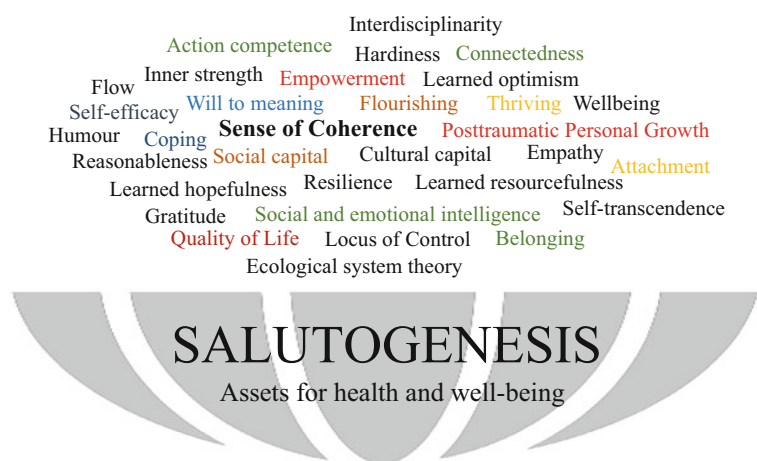 Interdisciplinarity
Action competence Hardiness Connectedness
Flow Inner strength Empowerment Learned optimism
Self-efficacy Will to meaning Flourishing Thriving Wellbeing
Humour Coping Sense of Coherence Posttraumatic Personal Growth
Reasonableness Social capital Cultural capital Empathy Attachment
Learned hopefulness Resilience Learned resourcefulness
Gratitude Social and emotional intelligence Self-transcendence
Quality of Life Locus of Control Belonging
Ecological system theory
SALUTOGENESIS
Assets for health and well-being